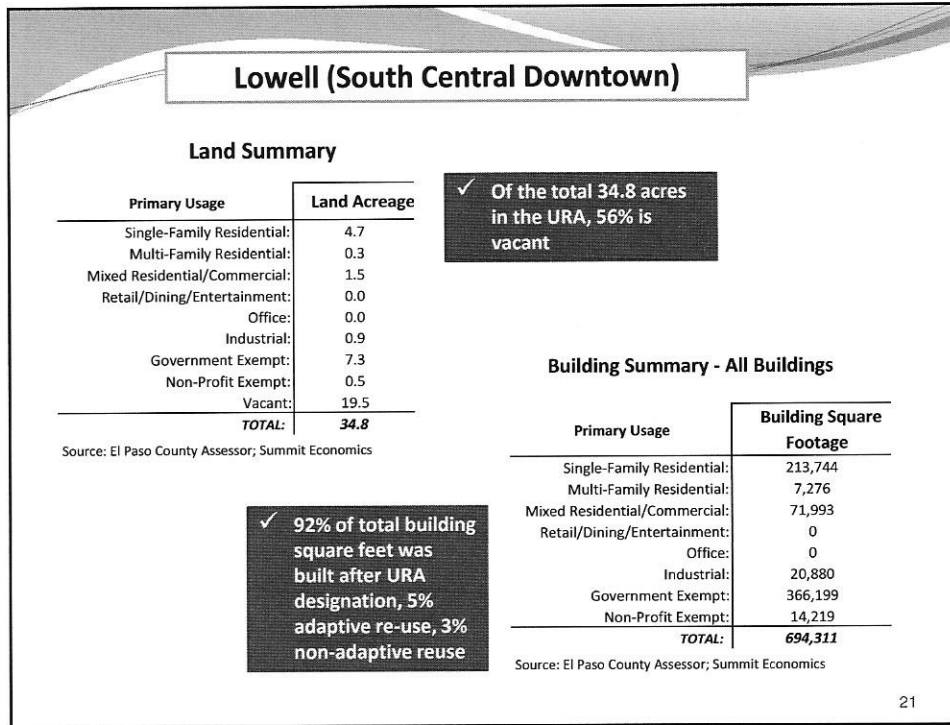 Lowell (South Central Downtown)
Land Summary
Primary Usage Land Acreage
Single-Family Residential: 4.7
Multi-Family Residential: 0.3
Mixed Residential/Commercial: 1.5
Retail/Dining/Entertainment: 0.0
Office: 0.0
Industrial: 0.9
Government Exempt: 7.3
Non-Profit Exempt: 0.5
Vacant: 19.5
TOTAL: 34.8
Source: El Paso County Assessor; Summit Economics
✓ Of the total 34.8 acres
in the URA, 56% is
vacant
Building Summary - All Buildings
Primary Usage Building Square
Footage
Single-Family Residential: 213,744
Multi-Family Residential: 7,276
Mixed Residential/Commercial: 71,993
Retail/Dining/Entertainment: 0
Office: 0
Industrial: 20,880
Government Exempt: 366,199
Non-Profit Exempt: 14,219
TOTAL: 694,311
Source: El Paso County Assessor; Summit Economics
✓ 92% of total building
square feet was
built after URA
designation, 5%
adaptive re-use, 3%
non-adaptive reuse
21